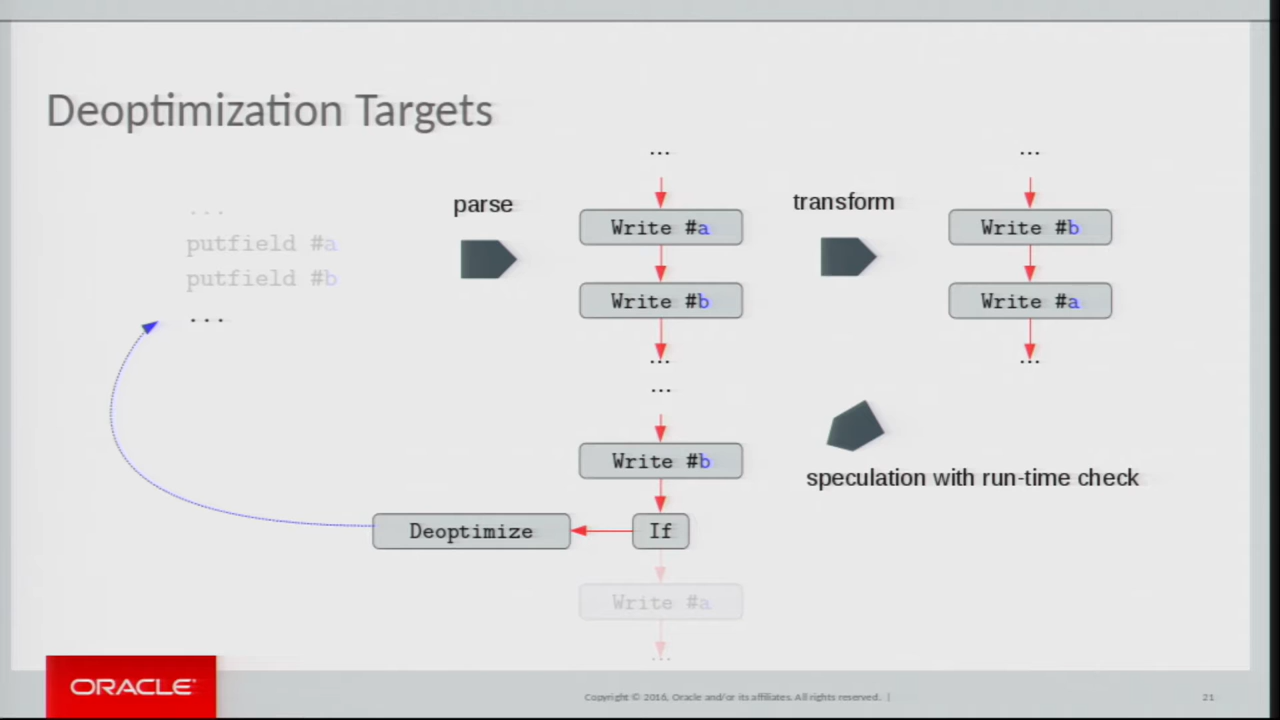 Deoptimization Targets
...
putfield #a
putfield #b
...
parse
...
Write #a
Write #b
...
transform
...
Write #b
Write #a
...
...
Write #b
If
Deoptimize
Write #a
...
speculation with run-time check
ORACLE®
Copyright © 2016, Oracle and/or its affiliates. All rights reserved. |
21